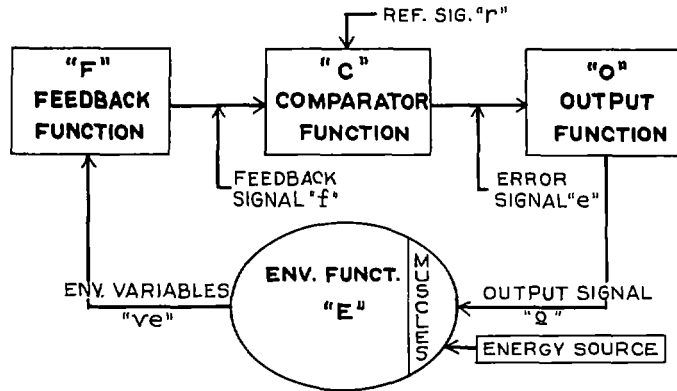 REF. SIG. "r"
"F"
FEEDBACK
FUNCTION
"C"
COMPARATOR
FUNCTION
"O"
OUTPUT
FUNCTION
FEEDBACK
SIGNAL "f"
ERROR
SIGNAL "e"
ENV. VARIABLES
"ve"
ENV. FUNCT.
"E"
MUSCLES
OUTPUT SIGNAL
"o"
ENERGY SOURCE